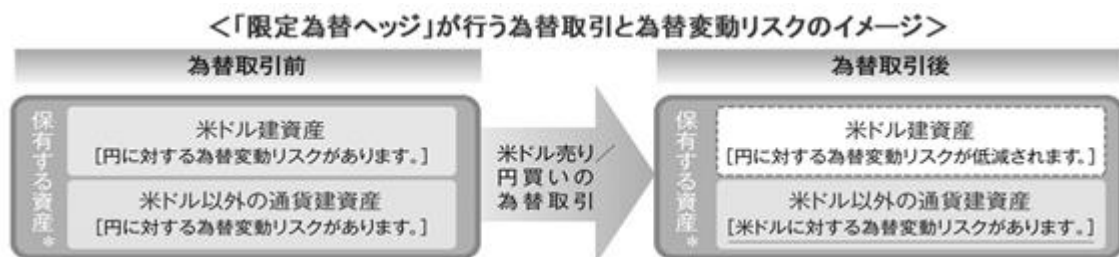 ＜「限定為替ヘッジ」が行う為替取引と為替変動リスクのイメージ＞
為替取引前
保有する資産*
米ドル建資産
[円に対する為替変動リスクがあります。]
米ドル以外の通貨建資産
[円に対する為替変動リスクがあります。]
米ドル売り／
円買いの
為替取引
為替取引後
保有する資産*
米ドル建資産
[円に対する為替変動リスクが低減されます。]
米ドル以外の通貨建資産
[米ドルに対する為替変動リスクがあります。]